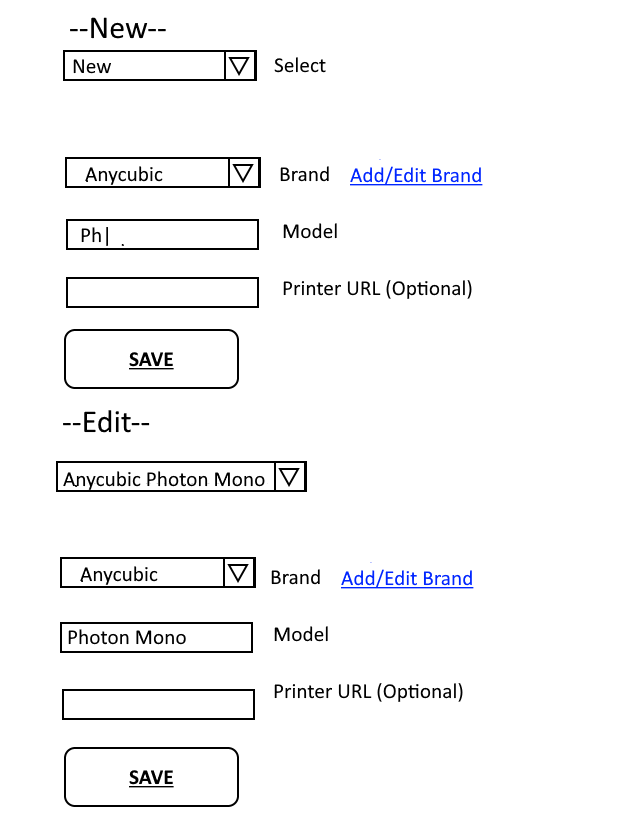 --New--
New Select
Anycubic Brand Add/Edit Brand
Ph| Model
Printer URL (Optional)
SAVE
--Edit--
Anycubic Photon Mono
Anycubic Brand Add/Edit Brand
Photon Mono Model
Printer URL (Optional)
SAVE